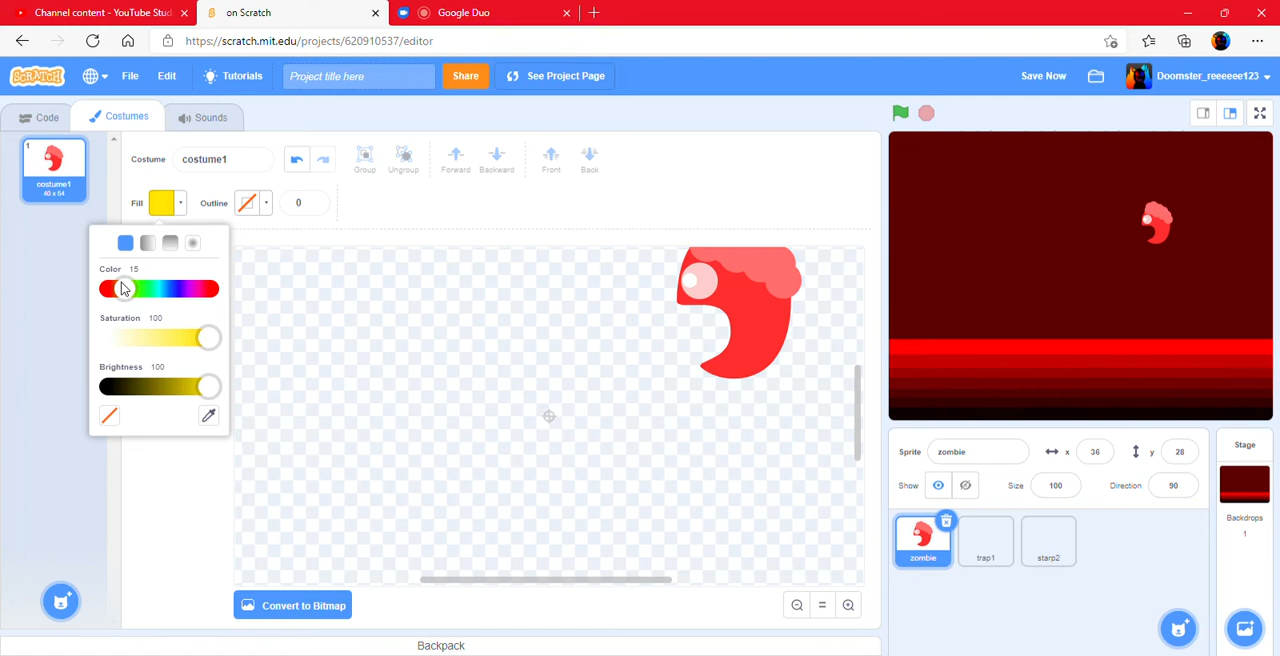 Channel content - YouTube Stud
on Scratch
Google Duo
https://scratch.mit.edu/projects/620910537/editor
SCRATCH
File
Edit
Tutorials
Project title here
Share
See Project Page
Save Now
Doomster_reeeeee123
Code
Costumes
Sounds
1
costume1
40 x 54
Costume
costume1
Group
Ungroup
Forward
Backward
Front
Back
Fill
Outline
0
Color 15
Saturation 100
Brightness 100
Convert to Bitmap
Backpack
Sprite
zombie
x
36
y
28
Show
Size
100
Direction
90
zombie
trap1
starp2
Stage
Backdrops
1